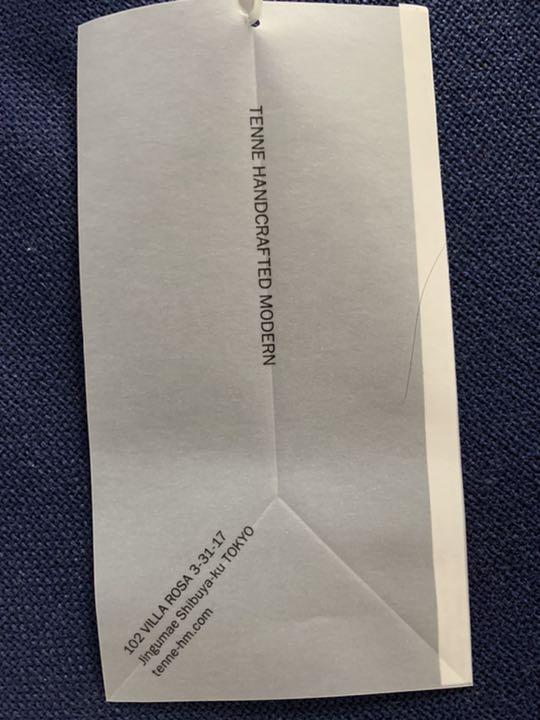 TENNE HANDCRAFTED MODERN
102 VILLA ROSA 3-31-17
Jingumae Shibuya-ku TOKYO
tenne-hm.com